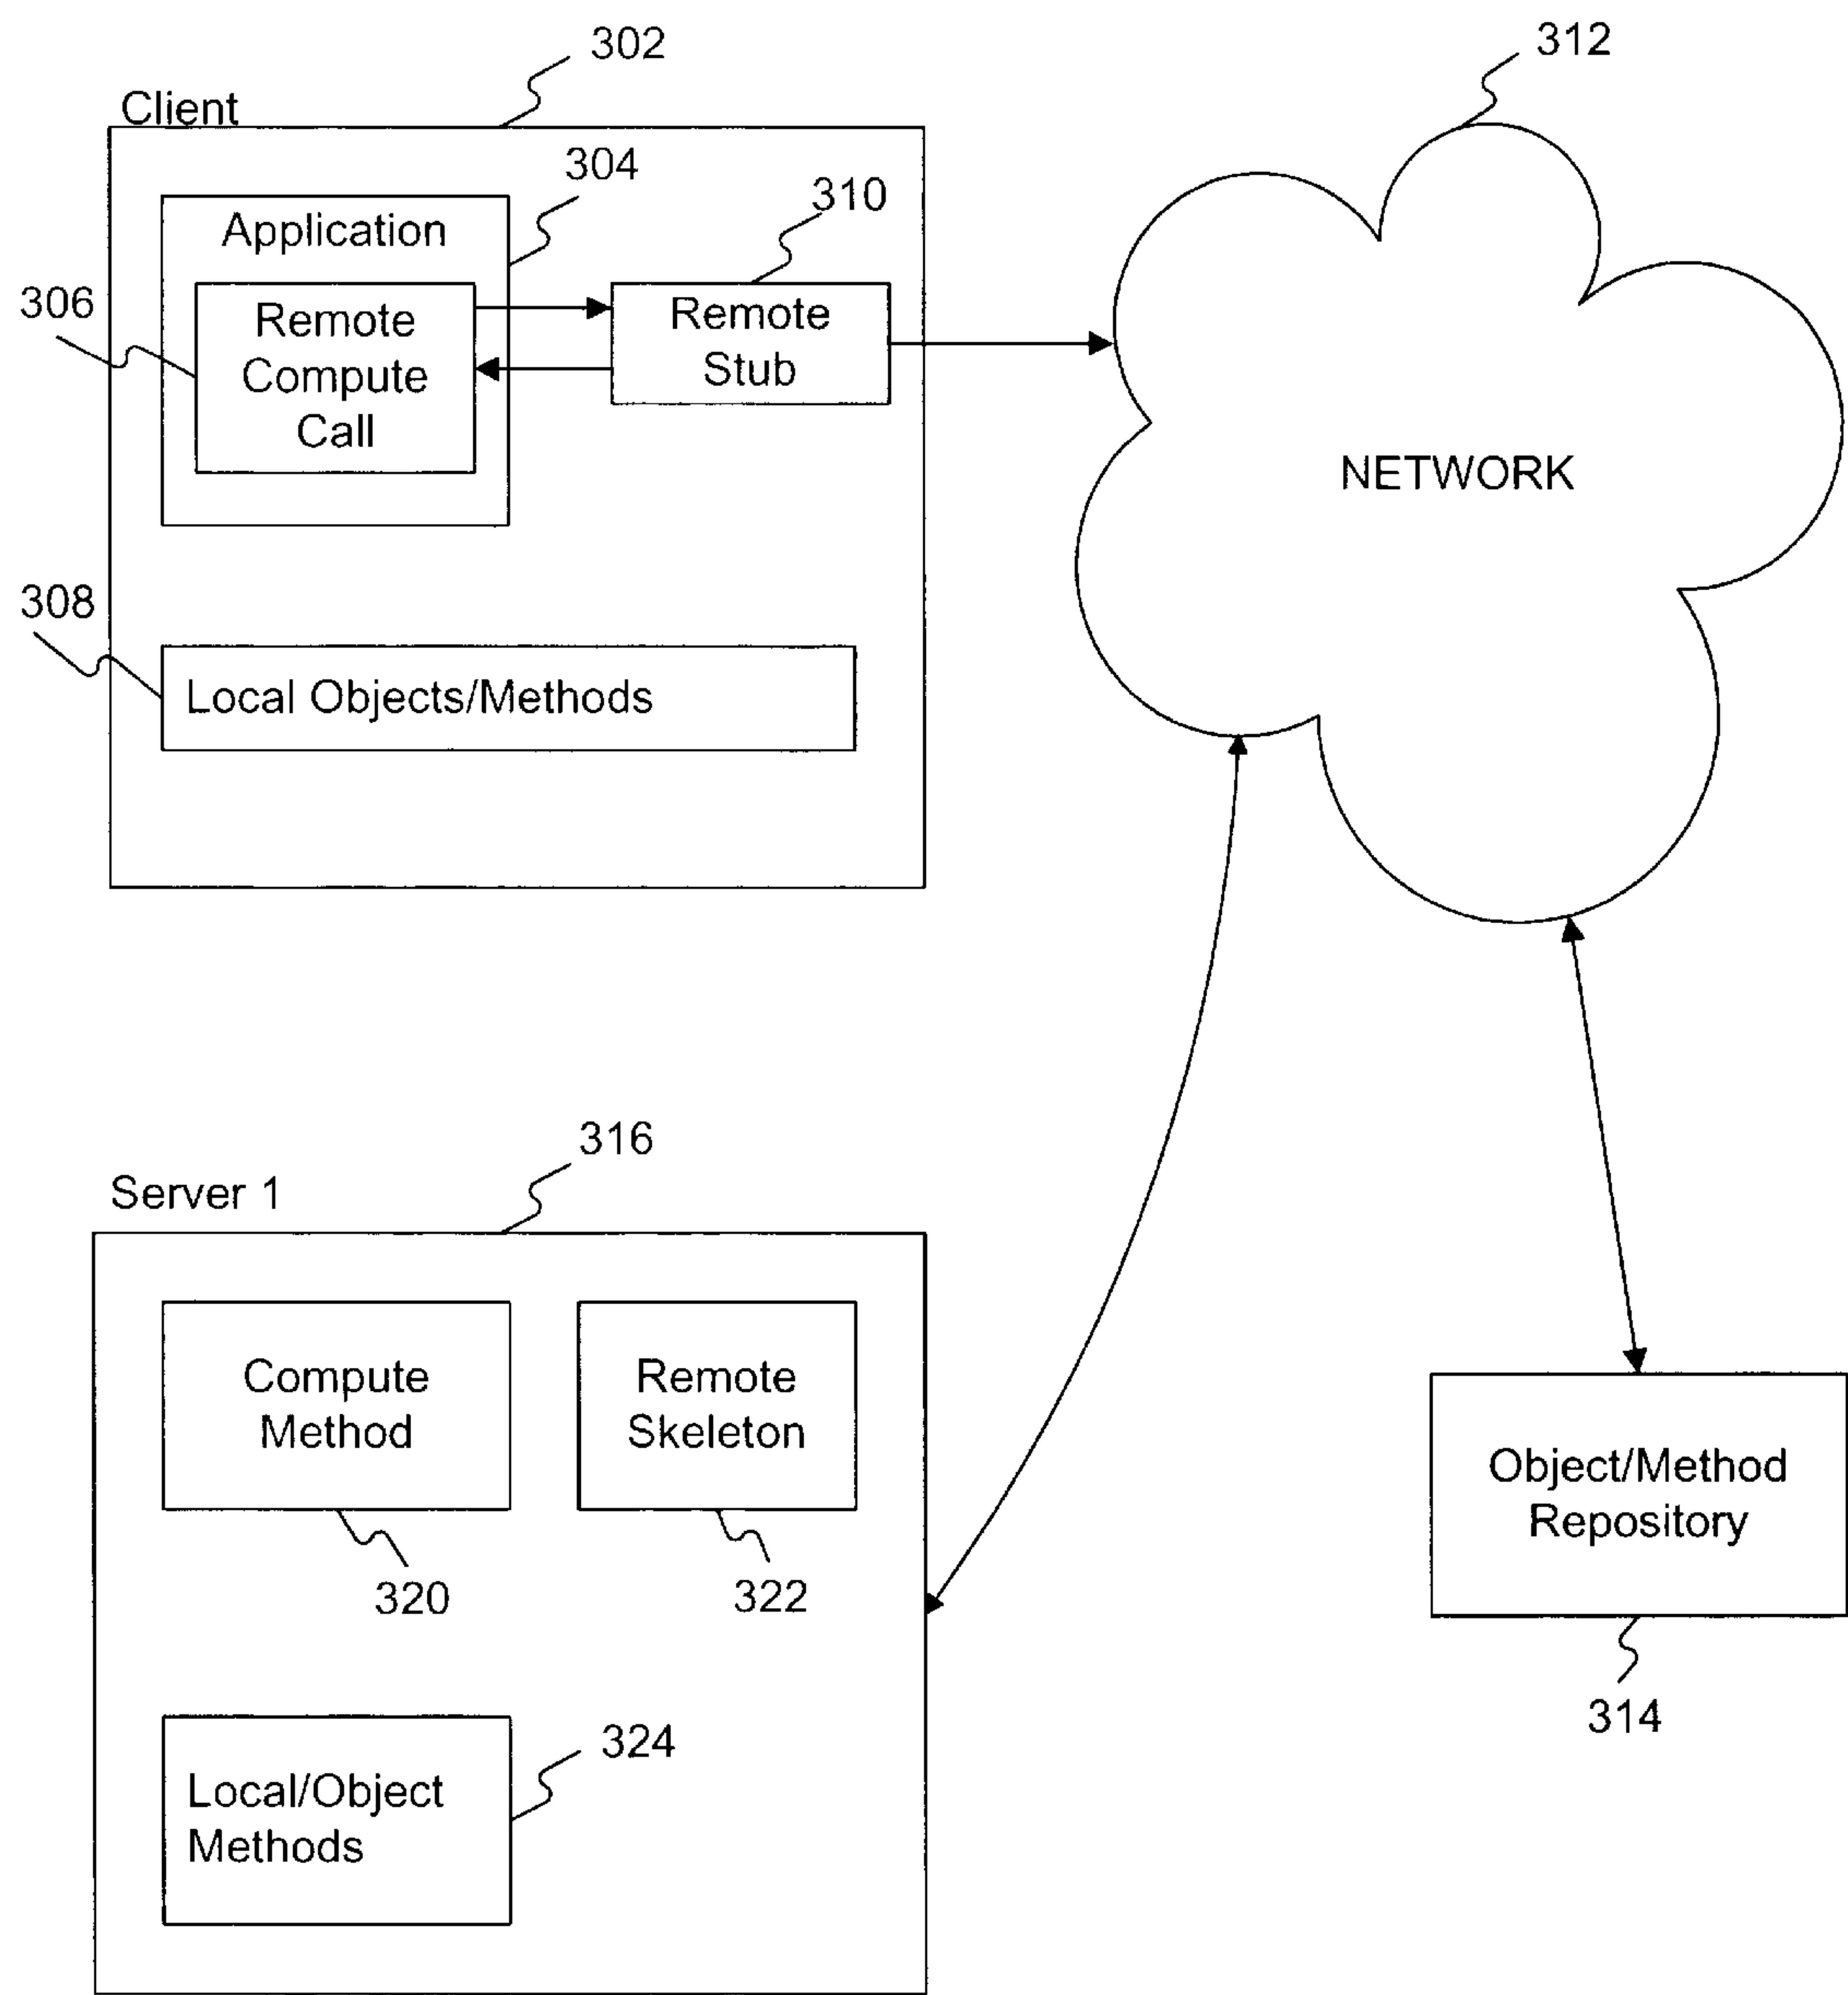 302
312
Client
304
310
Application
306
Remote
Compute
Call
Remote
Stub
NETWORK
308
Local Objects/Methods
316
Server 1
Compute
Method
Remote
Skeleton
Object/Method
Repository
320
322
314
324
Local/Object
Methods